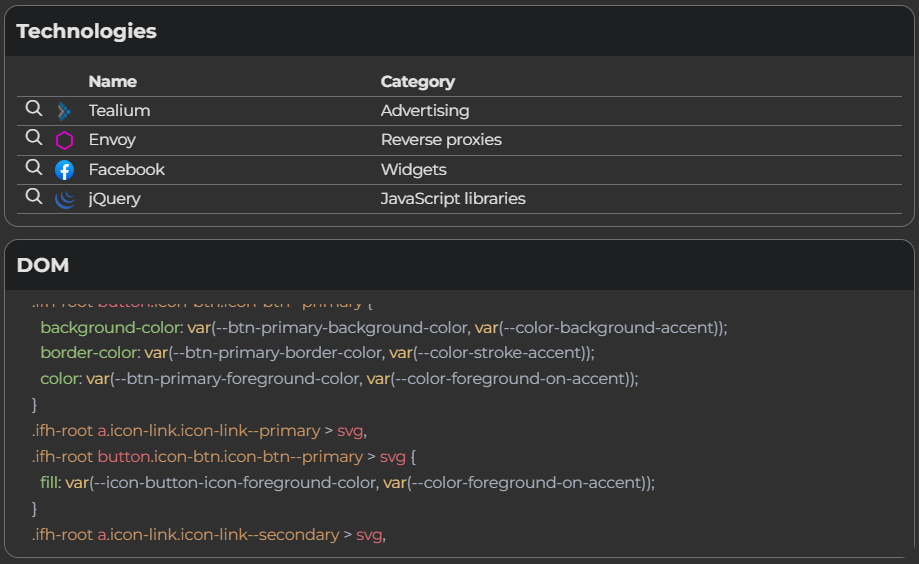 Technologies
Name Category
Tealium Advertising
Envoy Reverse proxies
Facebook Widgets
jQuery JavaScript libraries
DOM
.ifh-root button.icon-btn.icon-btn--primary {
background-color: var(--btn-primary-background-color, var(--color-background-accent));
border-color: var(--btn-primary-border-color, var(--color-stroke-accent));
color: var(--btn-primary-foreground-color, var(--color-foreground-on-accent));
}
.ifh-root a.icon-link.icon-link--primary > svg,
.ifh-root button.icon-btn.icon-btn--primary > svg {
fill: var(--icon-button-icon-foreground-color, var(--color-foreground-on-accent));
}
.ifh-root a.icon-link.icon-link--secondary > svg,